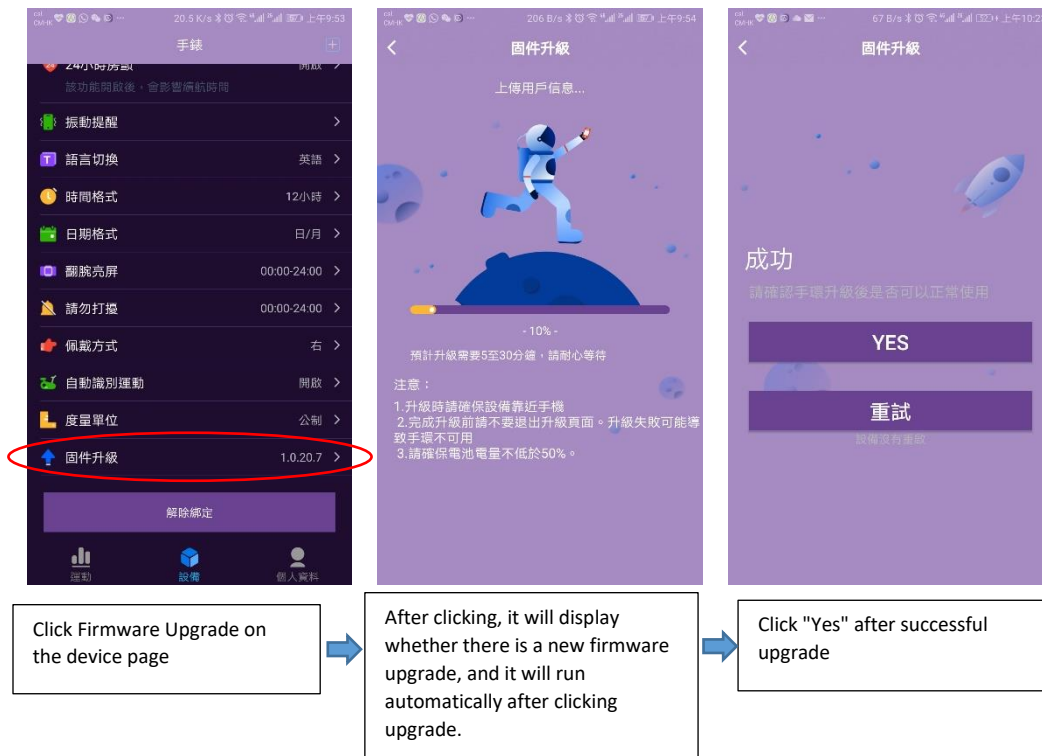 20.5 K/s
上午9:53
手錶
開啟
該功能開啟後，會影響續航時間
振動提醒
語言切換
英語
時間格式
12小時
日期格式
日/月
翻腕亮屏
00:00-24:00
請勿打擾
00:00-24:00
佩戴方式
右
自動識別運動
開啟
度量單位
公制
固件升級
1.0.20.7
解除綁定
運動
設備
個人資料
Click Firmware Upgrade on
the device page
206 B/s
上午9:54
固件升級
上傳用戶信息...
- 10% -
預計升級需要5至30分鐘，請耐心等待
注意：
1.升級時請確保設備靠近手機
2.完成升級前請不要退出升級頁面。升級失敗可能導
致手環不可用
3.請確保電池電量不低於50%。
After clicking, it will display
whether there is a new firmware
upgrade, and it will run
automatically after clicking
upgrade.
67 B/s
上午10:2
固件升級
成功
請確認手環升級後是否可以正常使用
YES
重試
設備沒有重啟
Click "Yes" after successful
upgrade